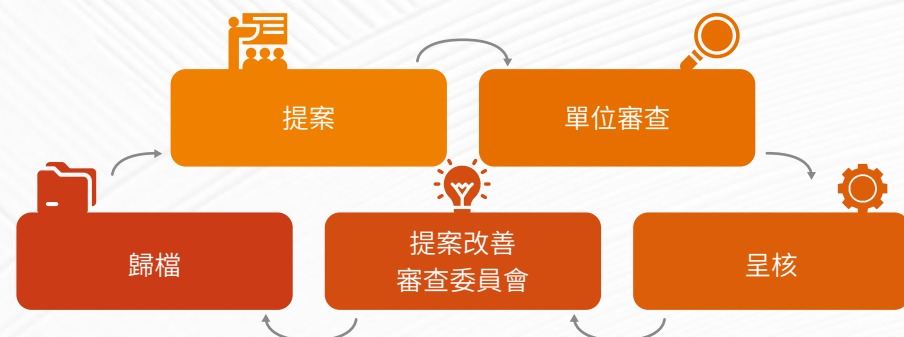 提案
單位審查
呈核
提案改善
審查委員會
歸檔